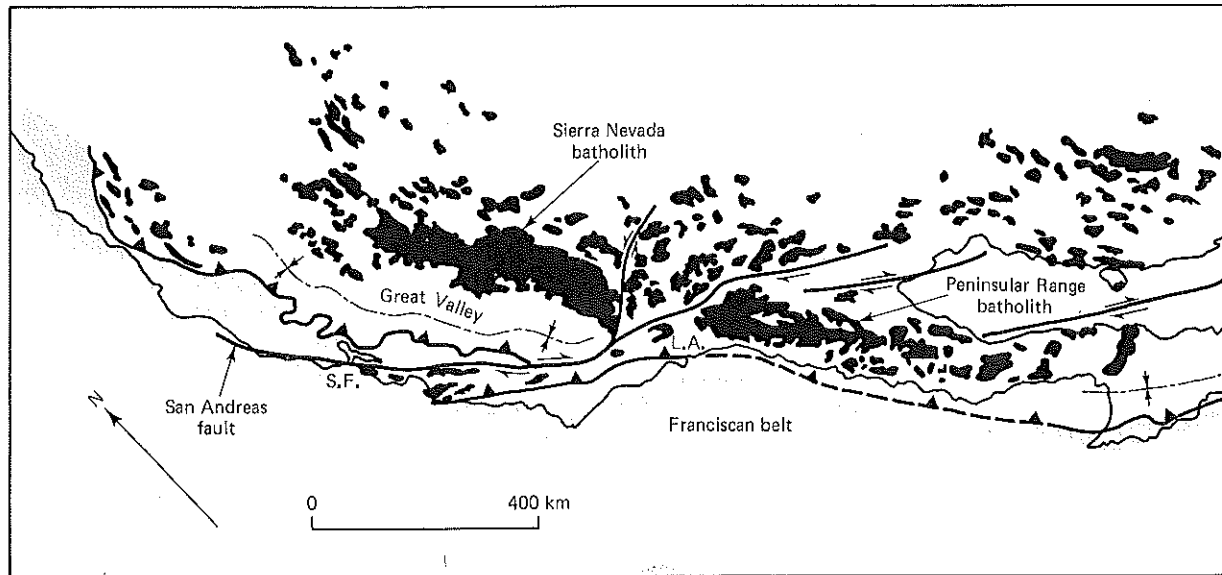 Sierra Nevada
batholith
Great Valley
Peninsular Range
batholith
L.A.
S.F.
San Andreas
fault
Franciscan belt
N
0 400 km